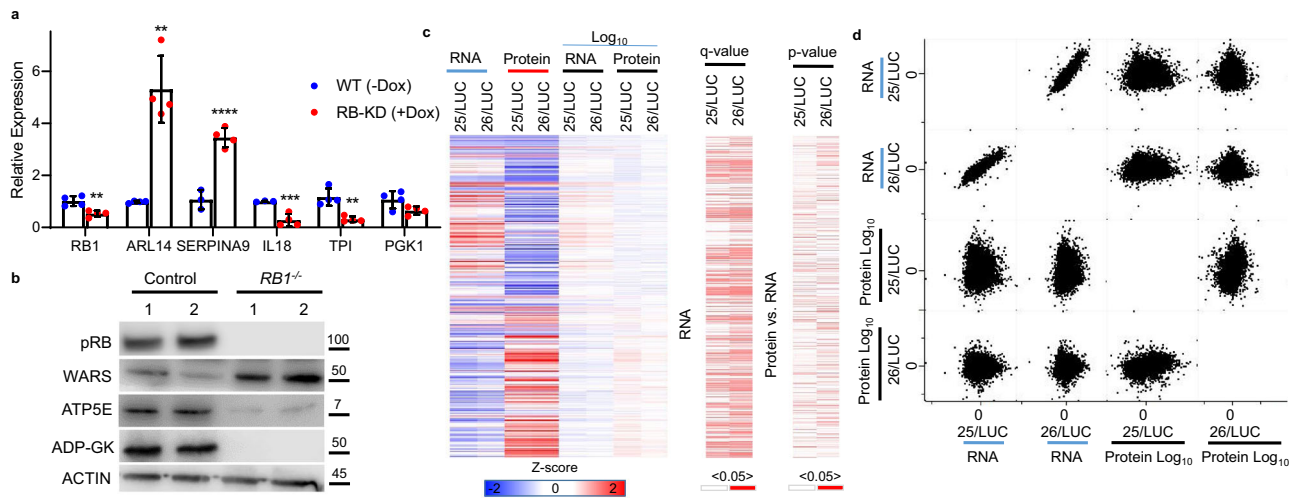 a
Relative Expression
6
4
2
0
**
****
**
***
**
WT (-Dox)
RB-KD (+Dox)
RB1
ARL14
SERPINA9
IL18
TPI
PGK1
b
Control
RB1-/-
1
2
1
2
pRB
100
WARS
50
ATP5E
7
ADP-GK
50
ACTIN
45
c
Log10
RNA
Protein
RNA
Protein
25/LUC
26/LUC
25/LUC
26/LUC
25/LUC
26/LUC
25/LUC
26/LUC
Z-score
-2
0
2
q-value
25/LUC
26/LUC
RNA
<0.05>
p-value
25/LUC
26/LUC
Protein vs. RNA
<0.05>
d
RNA
25/LUC
0
RNA
26/LUC
0
Protein Log10
25/LUC
0
Protein Log10
26/LUC
0
0
0
0
0
25/LUC
26/LUC
25/LUC
26/LUC
RNA
RNA
Protein Log10
Protein Log10